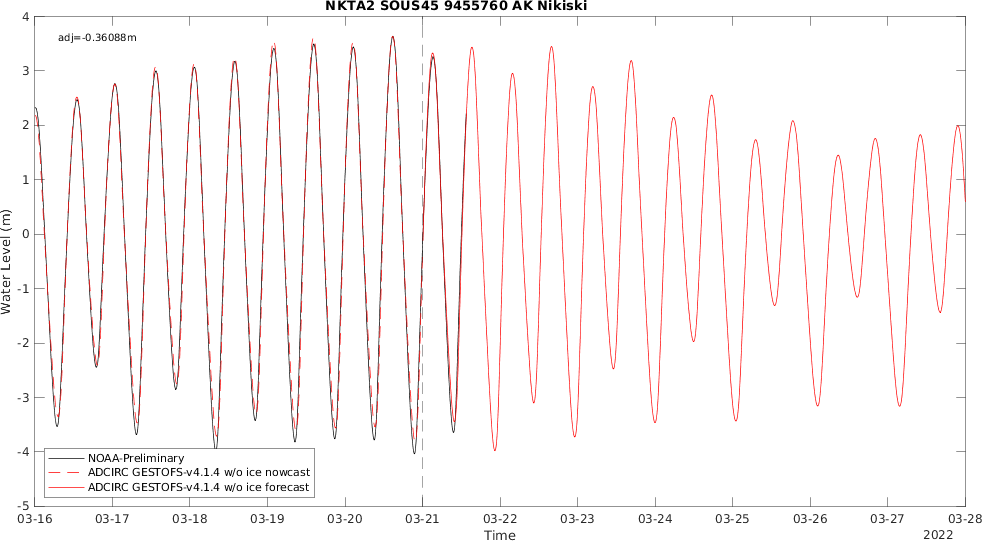 NKTA2 SOUS45 9455760 AK Nikiski
adj=-0.36088m
4
3
2
1
0
-1
-2
-3
-4
-5
Water Level (m)
NOAA-Preliminary
ADCIRC GESTOFS-v4.1.4 w/o ice nowcast
ADCIRC GESTOFS-v4.1.4 w/o ice forecast
03-16 03-17 03-18 03-19 03-20 03-21 03-22 03-23 03-24 03-25 03-26 03-27 03-28
Time
2022